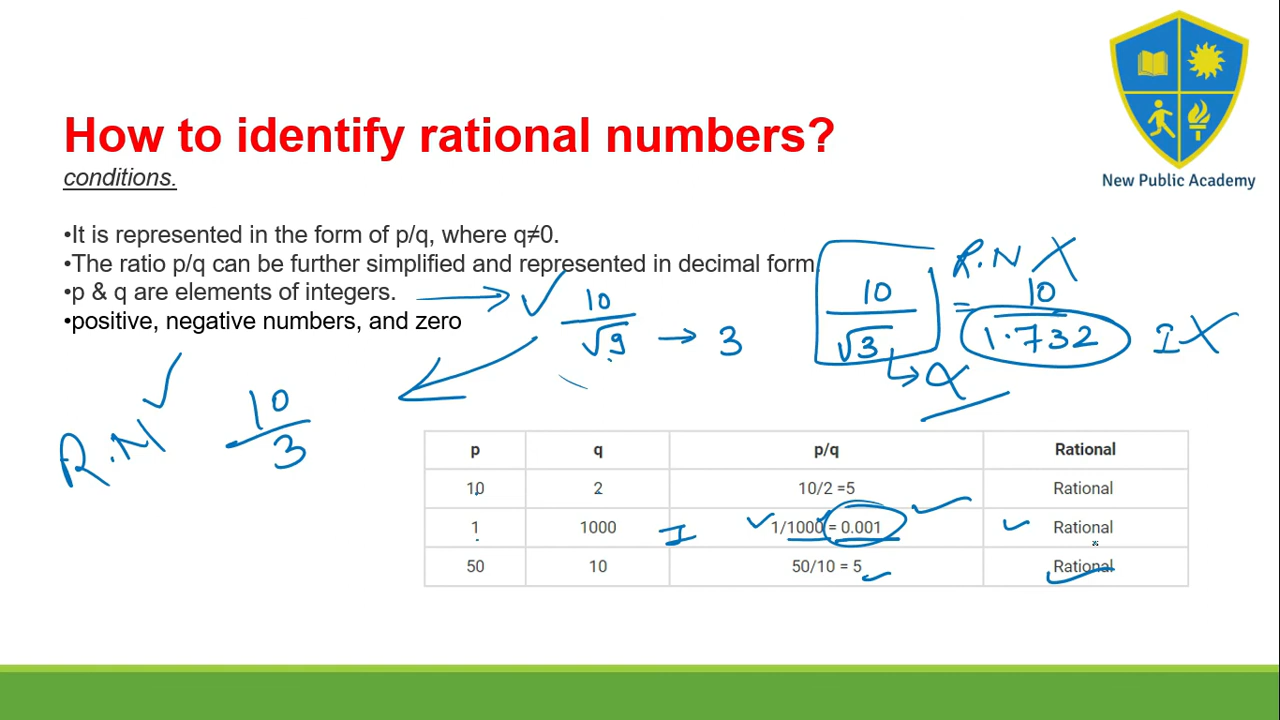 How to identify rational numbers?
conditions.
•It is represented in the form of p/q, where q≠0.
•The ratio p/q can be further simplified and represented in decimal form.
•p & q are elements of integers.
•positive, negative numbers, and zero
New Public Academy
10
√9 → 3
10
√3
R.N X
= 10
1.732
I X
R.N
10
3
p q p/q Rational
10 2 10/2 =5 Rational
1 1000 I 1/1000 = 0.001 Rational
50 10 50/10 = 5 Rational